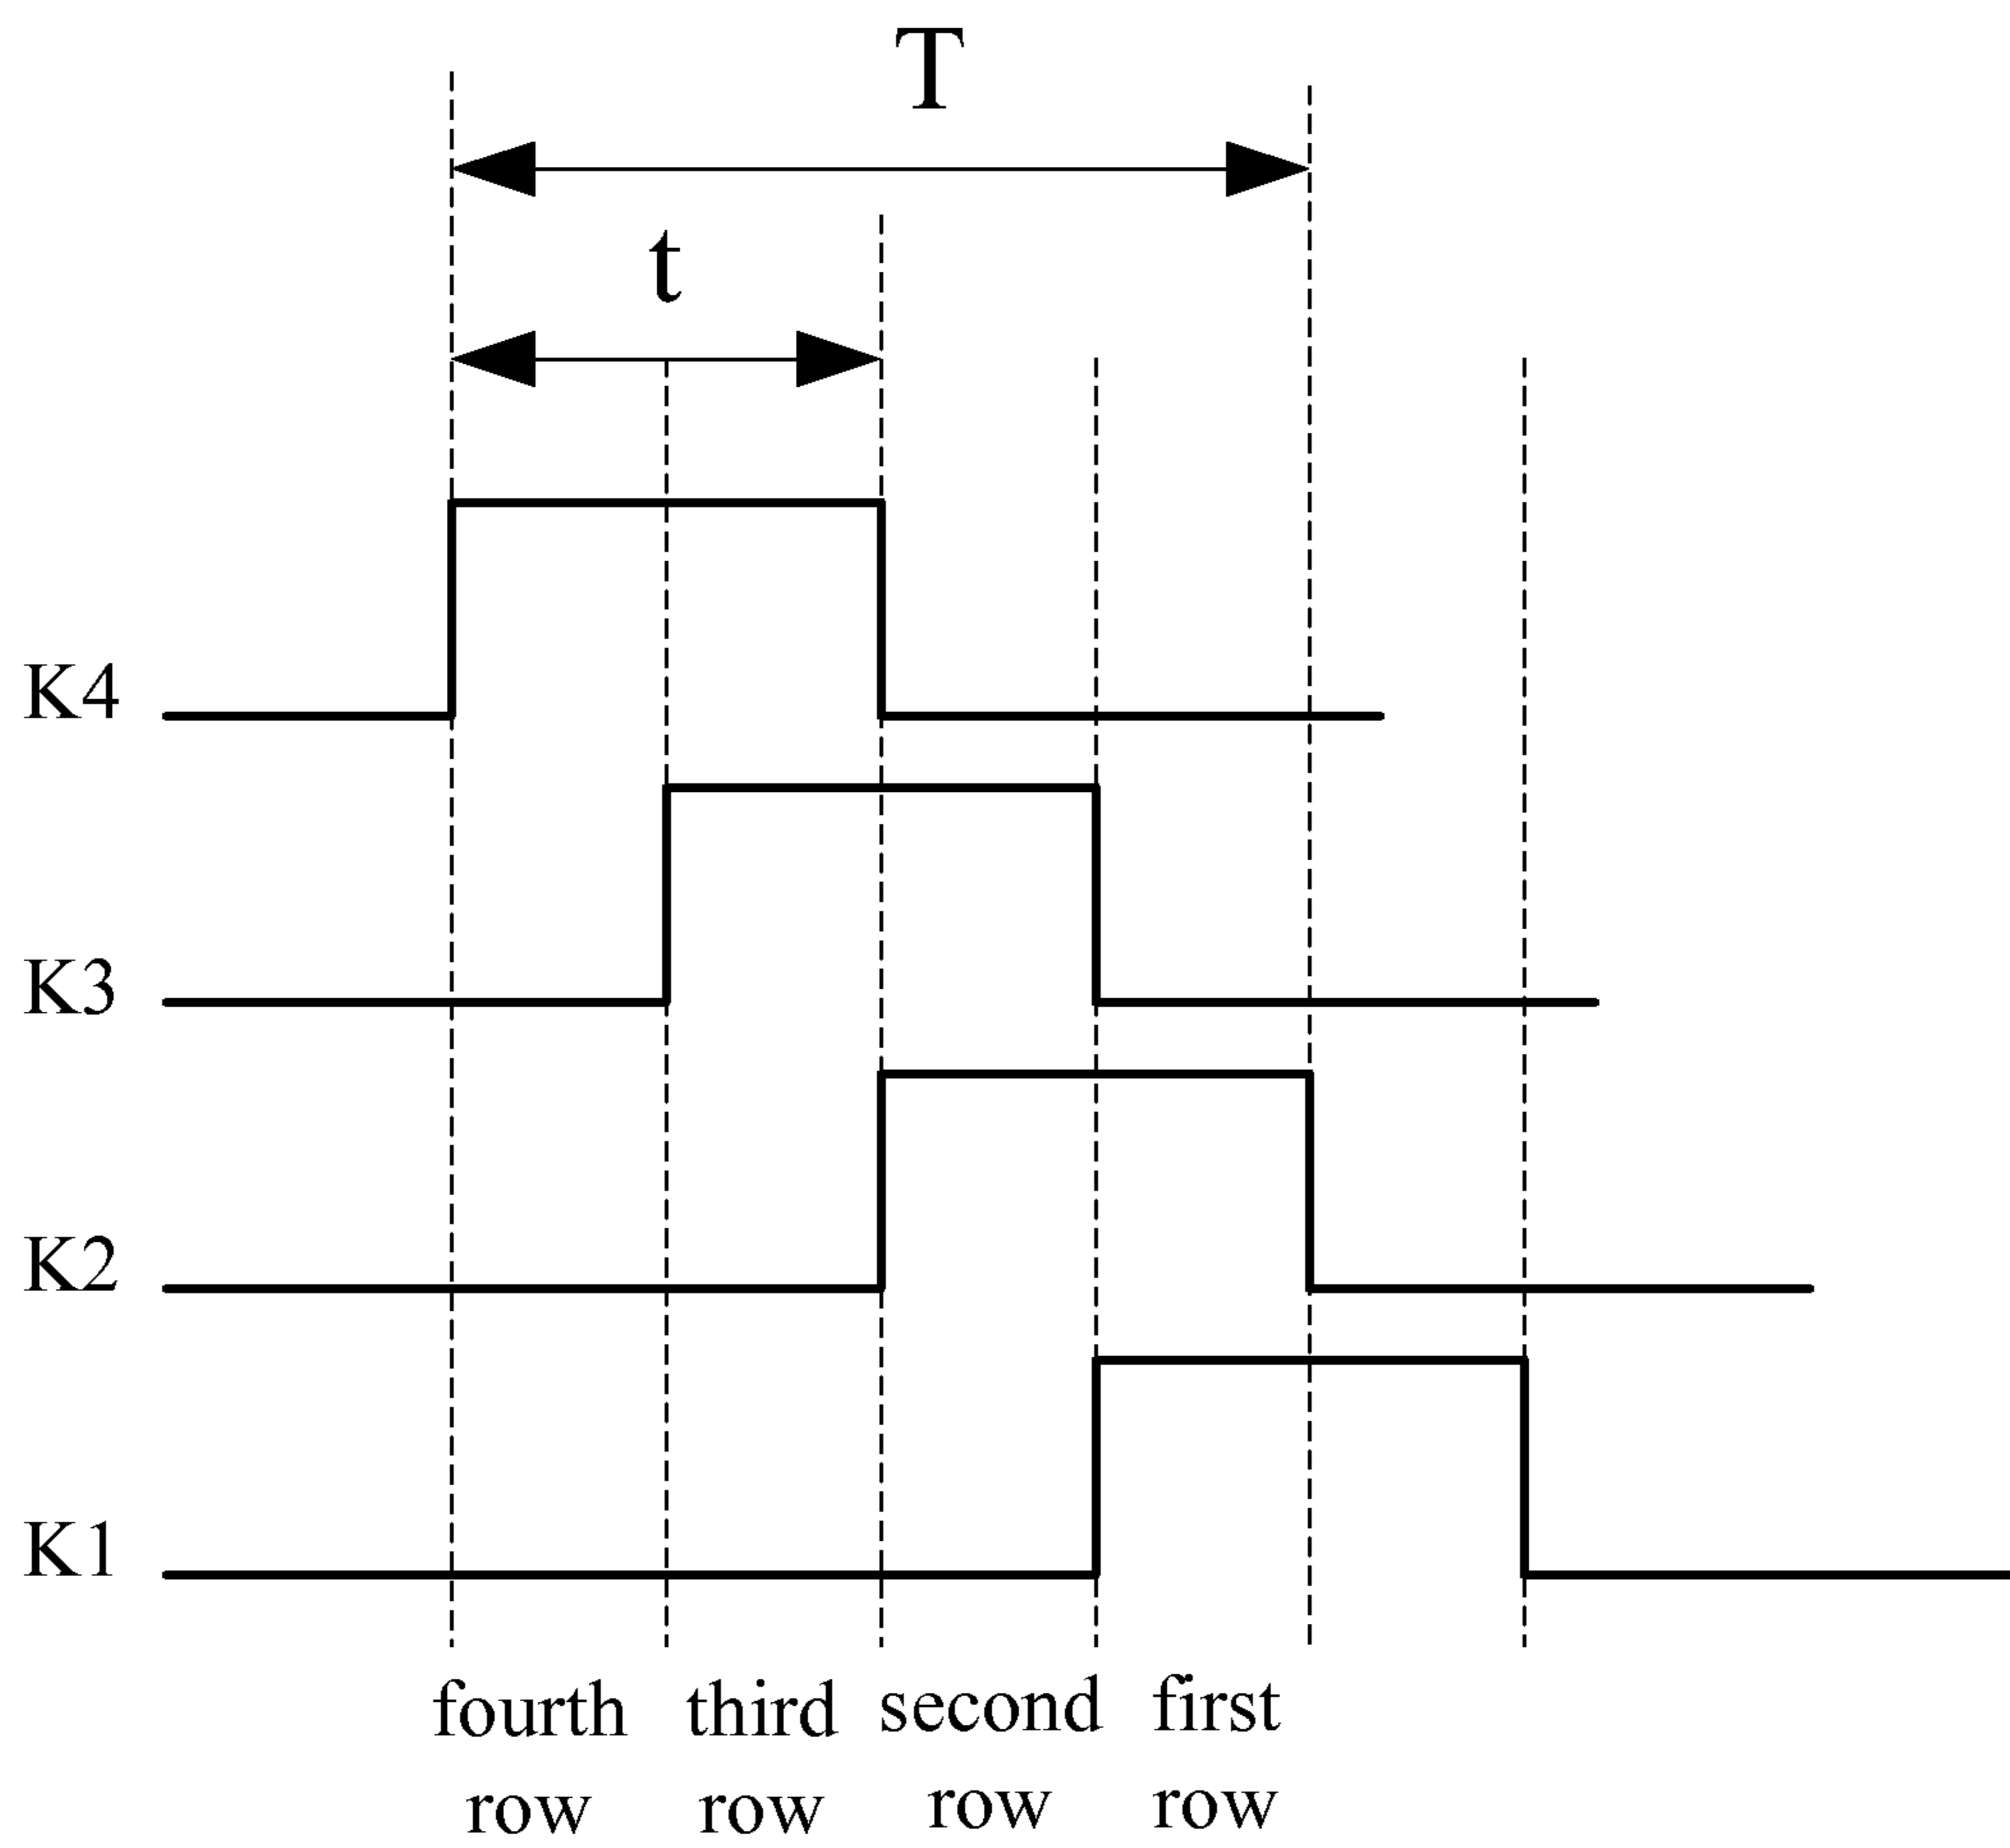 T
t
K4
K3
K2
K1
fourth third second first
row row row row